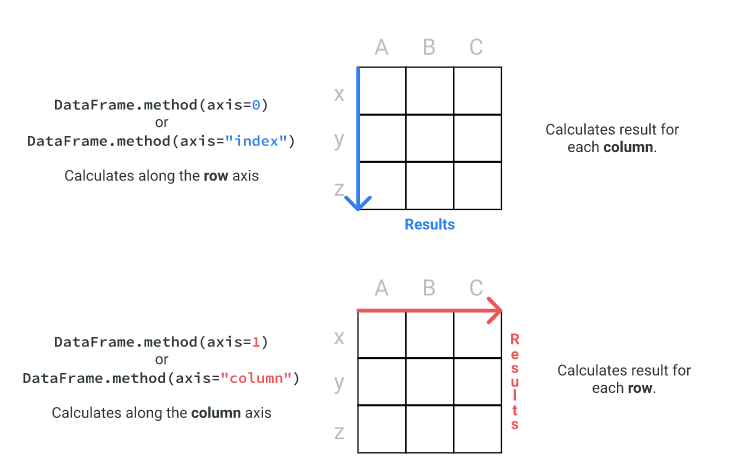 A B C
DataFrame.method(axis=0)
or
DataFrame.method(axis="index")
Calculates along the row axis
x
y
z
Results
Calculates result for
each column.
A B C
DataFrame.method(axis=1)
or
DataFrame.method(axis="column")
Calculates along the column axis
x
y
z
Results
Calculates result for
each row.